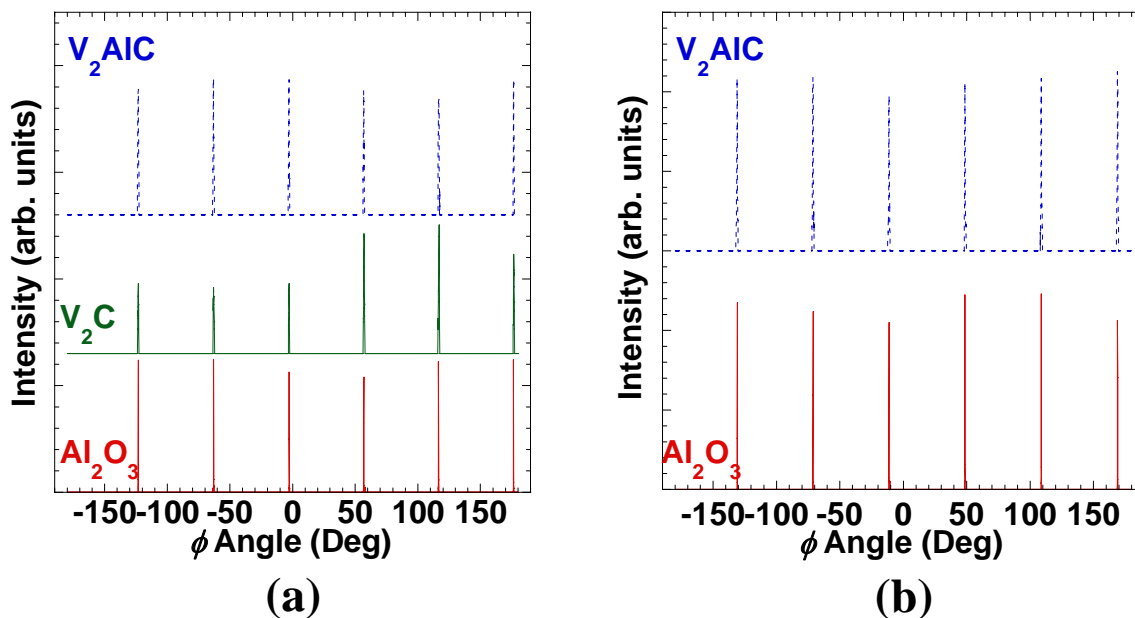 V2AlC
V2C
Al2O3
Intensity (arb. units)
-150 -100 -50 0 50 100 150
ϕ Angle (Deg)
(a)
V2AlC
Al2O3
Intensity (arb. units)
-150 -100 -50 0 50 100 150
ϕ Angle (Deg)
(b)